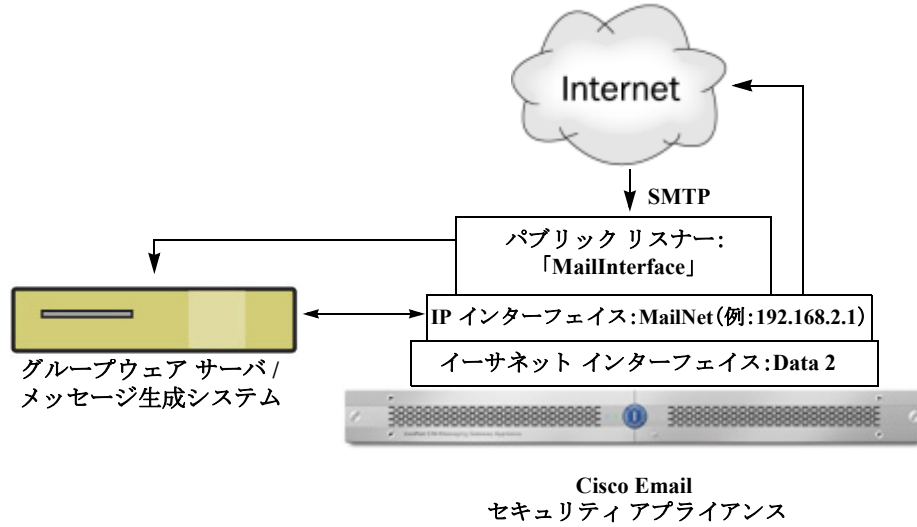 Internet
SMTP
パブリック リスナー:
「MailInterface」
IP インターフェイス:MailNet(例:192.168.2.1)
イーサネット インターフェイス:Data 2
グループウェア サーバ /
メッセージ生成システム
Cisco Email
セキュリティ アプライアンス